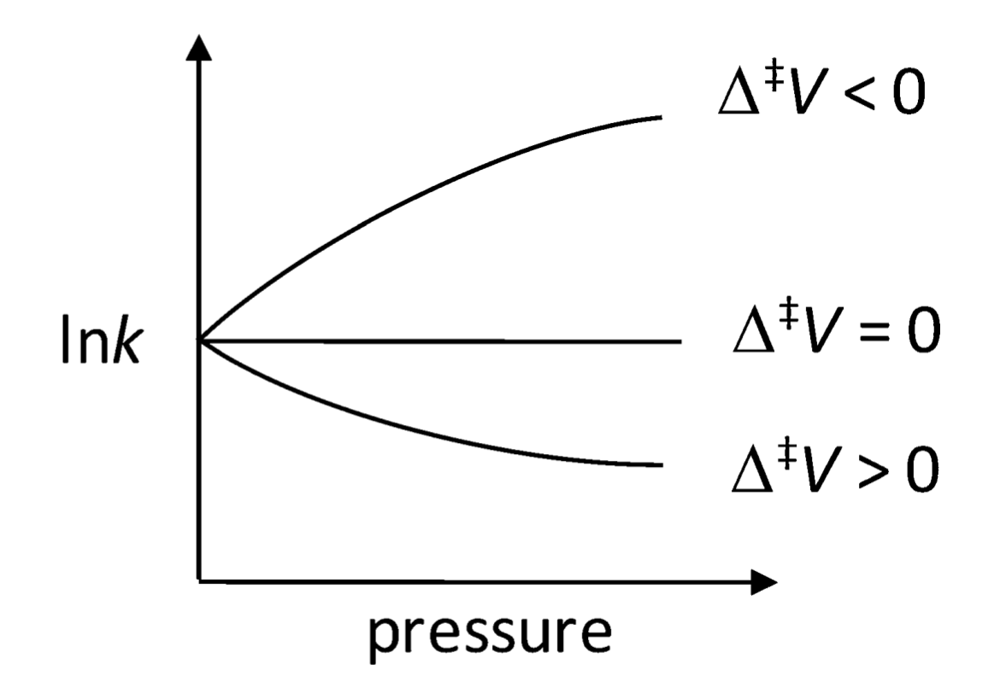 Δ‡V < 0
lnk
Δ‡V = 0
Δ‡V > 0
pressure